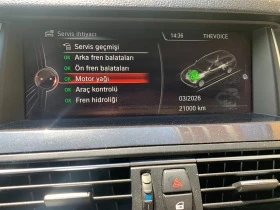 Servis ihtiyacı
14:36
THEVOICE
Servis geçmişi
OK Arka fren balataları
OK Ön fren balataları
OK Motor yağı
OK Araç kontrolü
OK Fren hidroliği
03/2026
21000 km